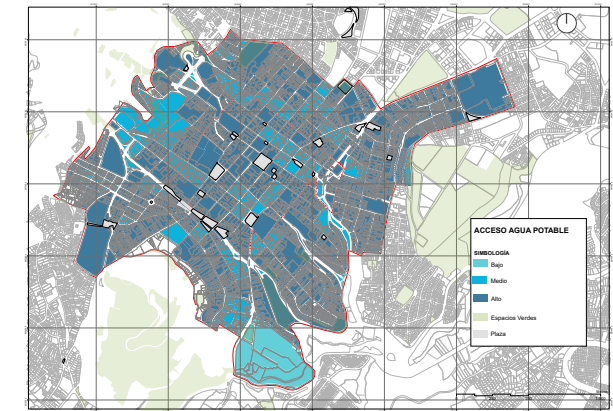 ACCESO AGUA POTABLE
SIMBOLOGÍA
Bajo
Medio
Alto
Espacios Verdes
Plaza